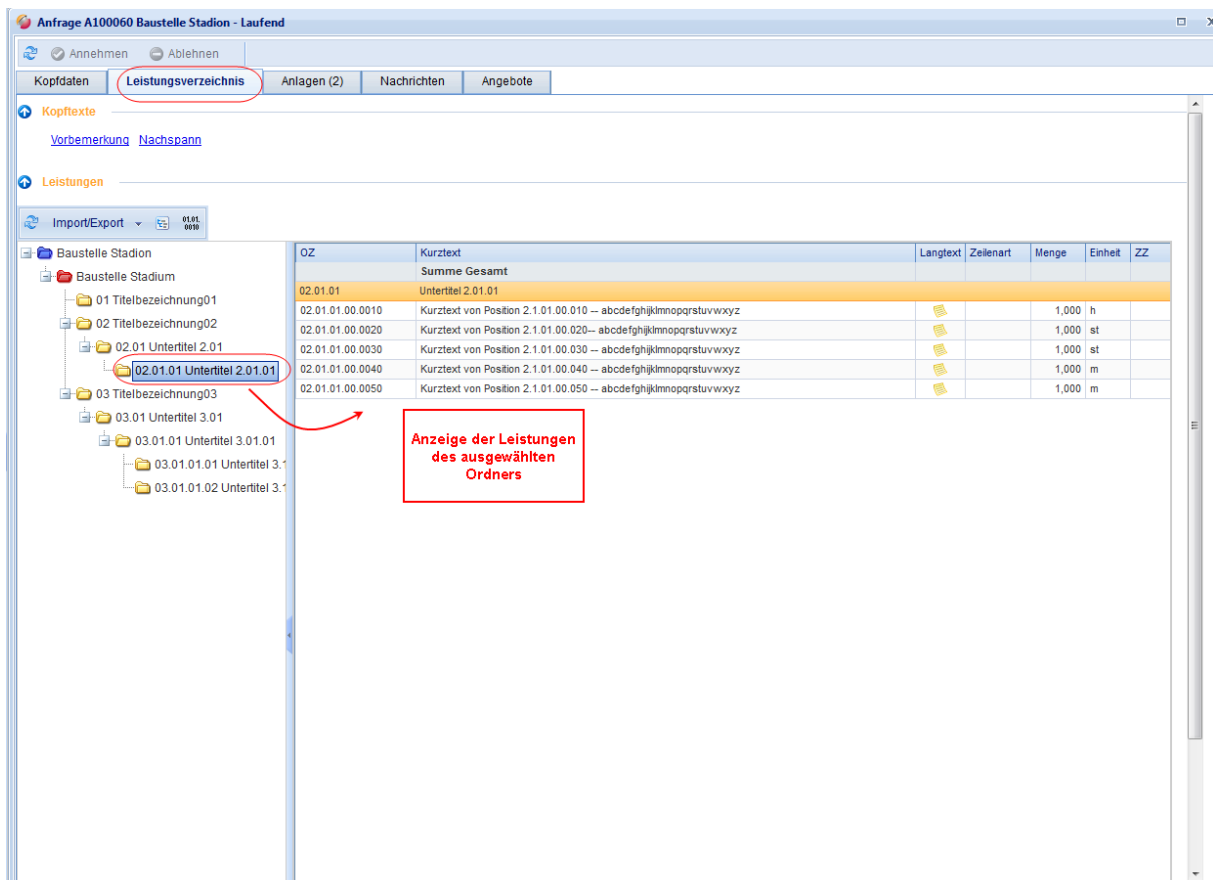 Anfrage A100060 Baustelle Stadion - Laufend
Annehmen Ablehnen
Kopfdaten Leistungsverzeichnis Anlagen (2) Nachrichten Angebote
Kopftexte
Vorbemerkung Nachspann
Leistungen
Import/Export 01.01. 0010
Baustelle Stadion
Baustelle Stadium
01 Titelbezeichnung01
02 Titelbezeichnung02
02.01 Untertitel 2.01
02.01.01 Untertitel 2.01.01
03 Titelbezeichnung03
03.01 Untertitel 3.01
03.01.01 Untertitel 3.01.01
03.01.01.01 Untertitel 3.1
03.01.01.02 Untertitel 3.1
OZ Kurztext Langtext Zeilenart Menge Einheit ZZ
Summe Gesamt
02.01.01 Untertitel 2.01.01
02.01.01.00.0010 Kurztext von Position 2.1.01.00.010 -- abcdefghijklmnopqrstuvwxyz 1,000 h
02.01.01.00.0020 Kurztext von Position 2.1.01.00.020-- abcdefghijklmnopqrstuvwxyz 1,000 st
02.01.01.00.0030 Kurztext von Position 2.1.01.00.030 -- abcdefghijklmnopqrstuvwxyz 1,000 st
02.01.01.00.0040 Kurztext von Position 2.1.01.00.040 -- abcdefghijklmnopqrstuvwxyz 1,000 m
02.01.01.00.0050 Kurztext von Position 2.1.01.00.050 -- abcdefghijklmnopqrstuvwxyz 1,000 m
Anzeige der Leistungen
des ausgewählten
Ordners